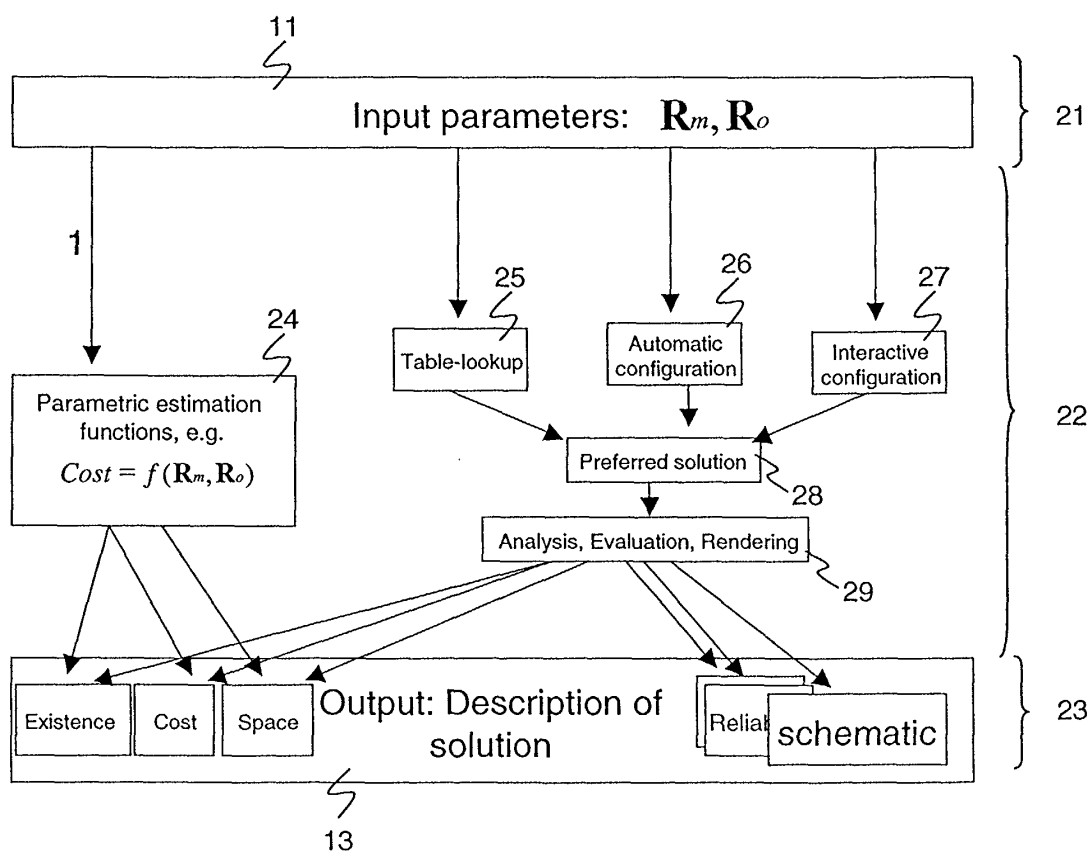 11
Input parameters: Rm, Ro
21
1
25
26
27
24
Table-lookup
Automatic
configuration
Interactive
configuration
Parametric estimation
functions, e.g.
Cost = f (Rm, Ro)
22
Preferred solution
28
Analysis, Evaluation, Rendering
29
Existence
Cost
Space
Output: Description of
solution
Reliab
schematic
23
13